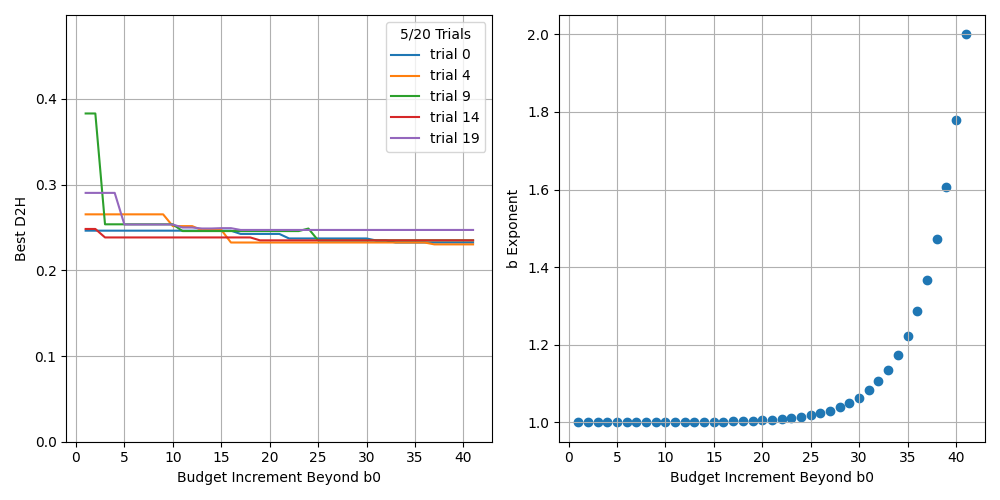 5/20 Trials
trial 0
trial 4
trial 9
trial 14
trial 19
Best D2H
0.4
0.3
0.2
0.1
0.0
0 5 10 15 20 25 30 35 40
Budget Increment Beyond b0
b Exponent
2.0
1.8
1.6
1.4
1.2
1.0
0 5 10 15 20 25 30 35 40
Budget Increment Beyond b0